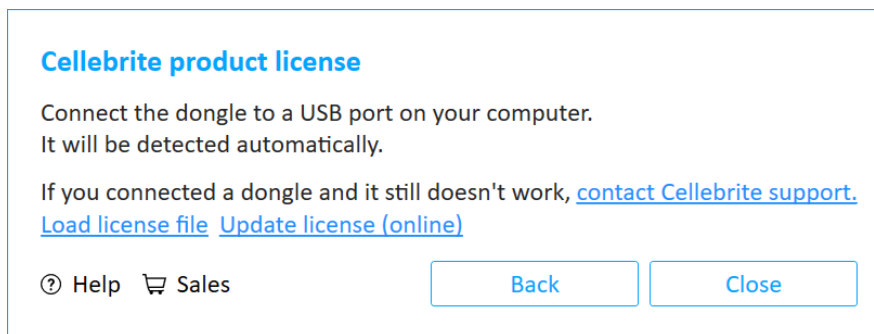 Cellebrite product license
Connect the dongle to a USB port on your computer.
It will be detected automatically.
If you connected a dongle and it still doesn't work, contact Cellebrite support.
Load license file Update license (online)
Help Sales Back Close